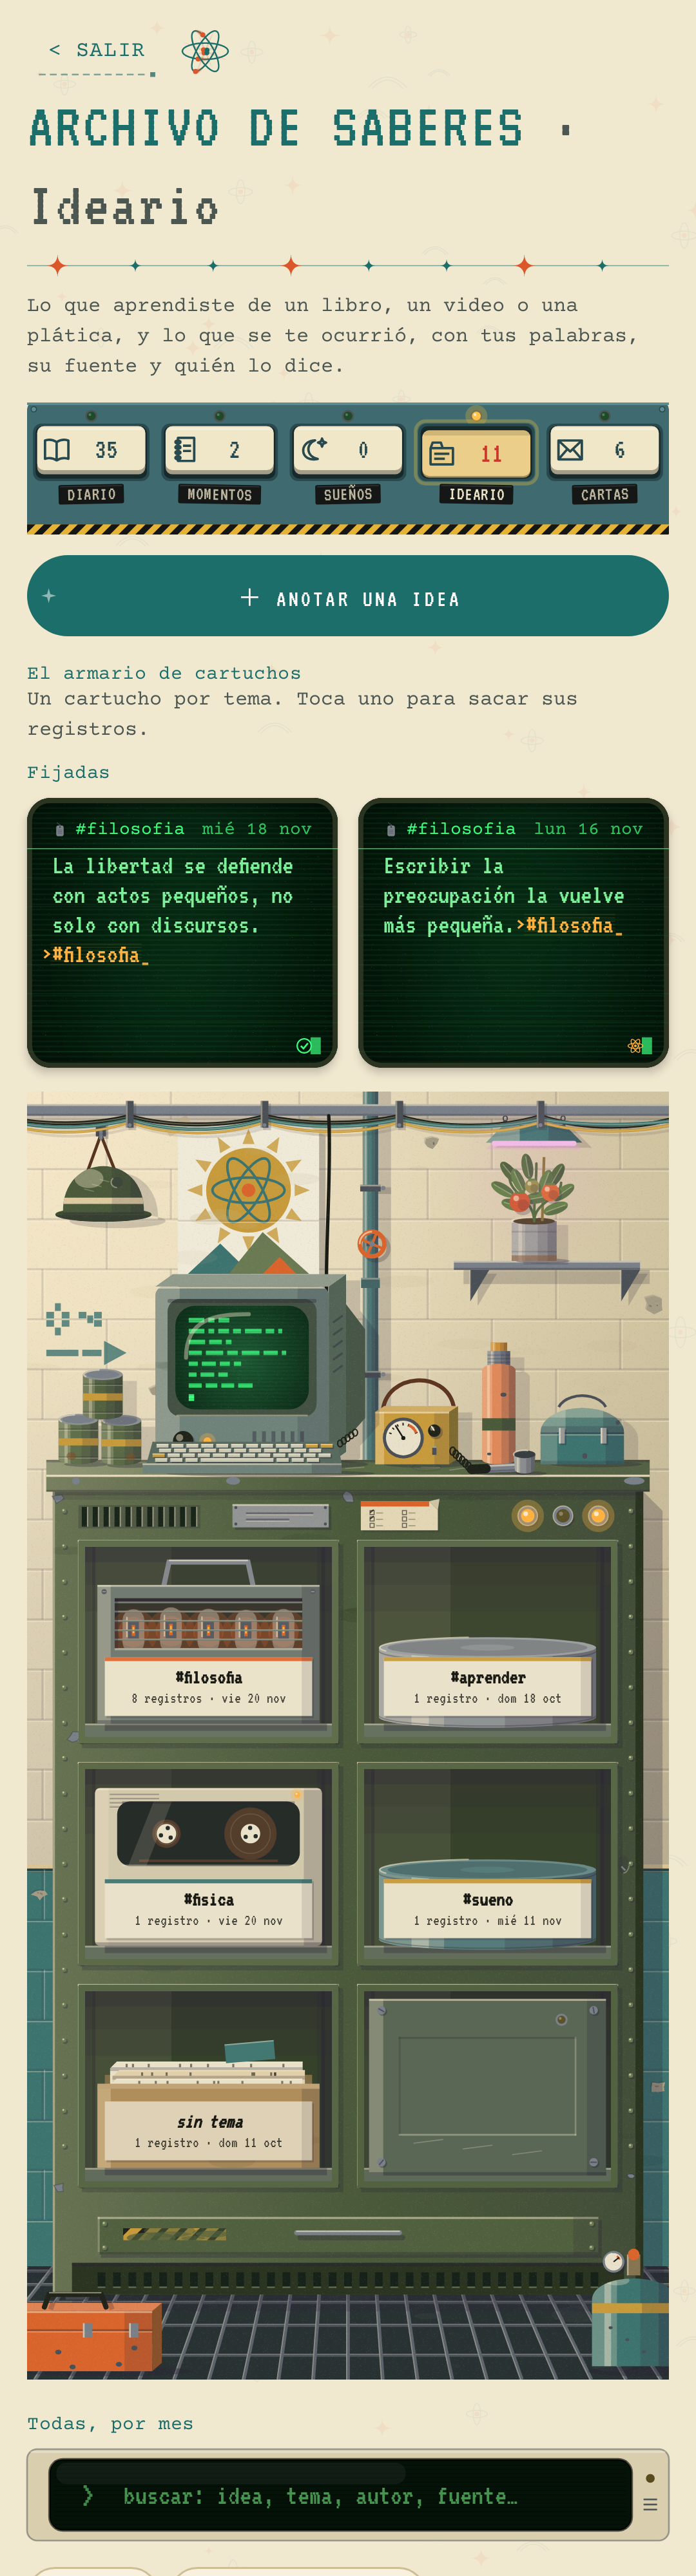 < SALIR
ARCHIVO DE SABERES ·
Ideario
Lo que aprendiste de un libro, un video o una
plática, y lo que se te ocurrió, con tus palabras,
su fuente y quién lo dice.
35 2 0 11 6
DIARIO MOMENTOS SUEÑOS IDEARIO CARTAS
+ ANOTAR UNA IDEA
El armario de cartuchos
Un cartucho por tema. Toca uno para sacar sus
registros.
Fijadas
#filosofia mié 18 nov
La libertad se defiende
con actos pequeños, no
solo con discursos.
>#filosofia_
#filosofia lun 16 nov
Escribir la
preocupación la vuelve
más pequeña.>#filosofia_
#filosofia
8 registros · vie 20 nov
#aprender
1 registro · dom 18 oct
#fisica
1 registro · vie 20 nov
#sueno
1 registro · mié 11 nov
sin tema
1 registro · dom 11 oct
Todas, por mes
> buscar: idea, tema, autor, fuente…